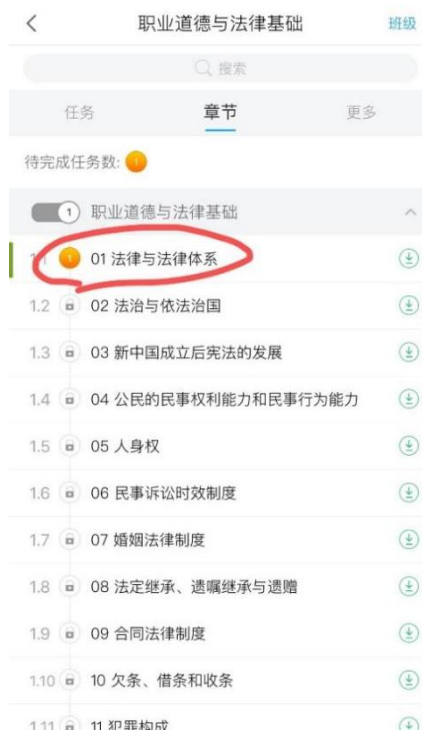 职业道德与法律基础 班级
搜索
任务 章节 更多
待完成任务数: 1
1 职业道德与法律基础
1.1 1 01 法律与法律体系
1.2 02 法治与依法治国
1.3 03 新中国成立后宪法的发展
1.4 04 公民的民事权利能力和民事行为能力
1.5 05 人身权
1.6 06 民事诉讼时效制度
1.7 07 婚姻法律制度
1.8 08 法定继承、遗嘱继承与遗赠
1.9 09 合同法律制度
1.10 10 欠条、借条和收条
1.11 11 犯罪构成